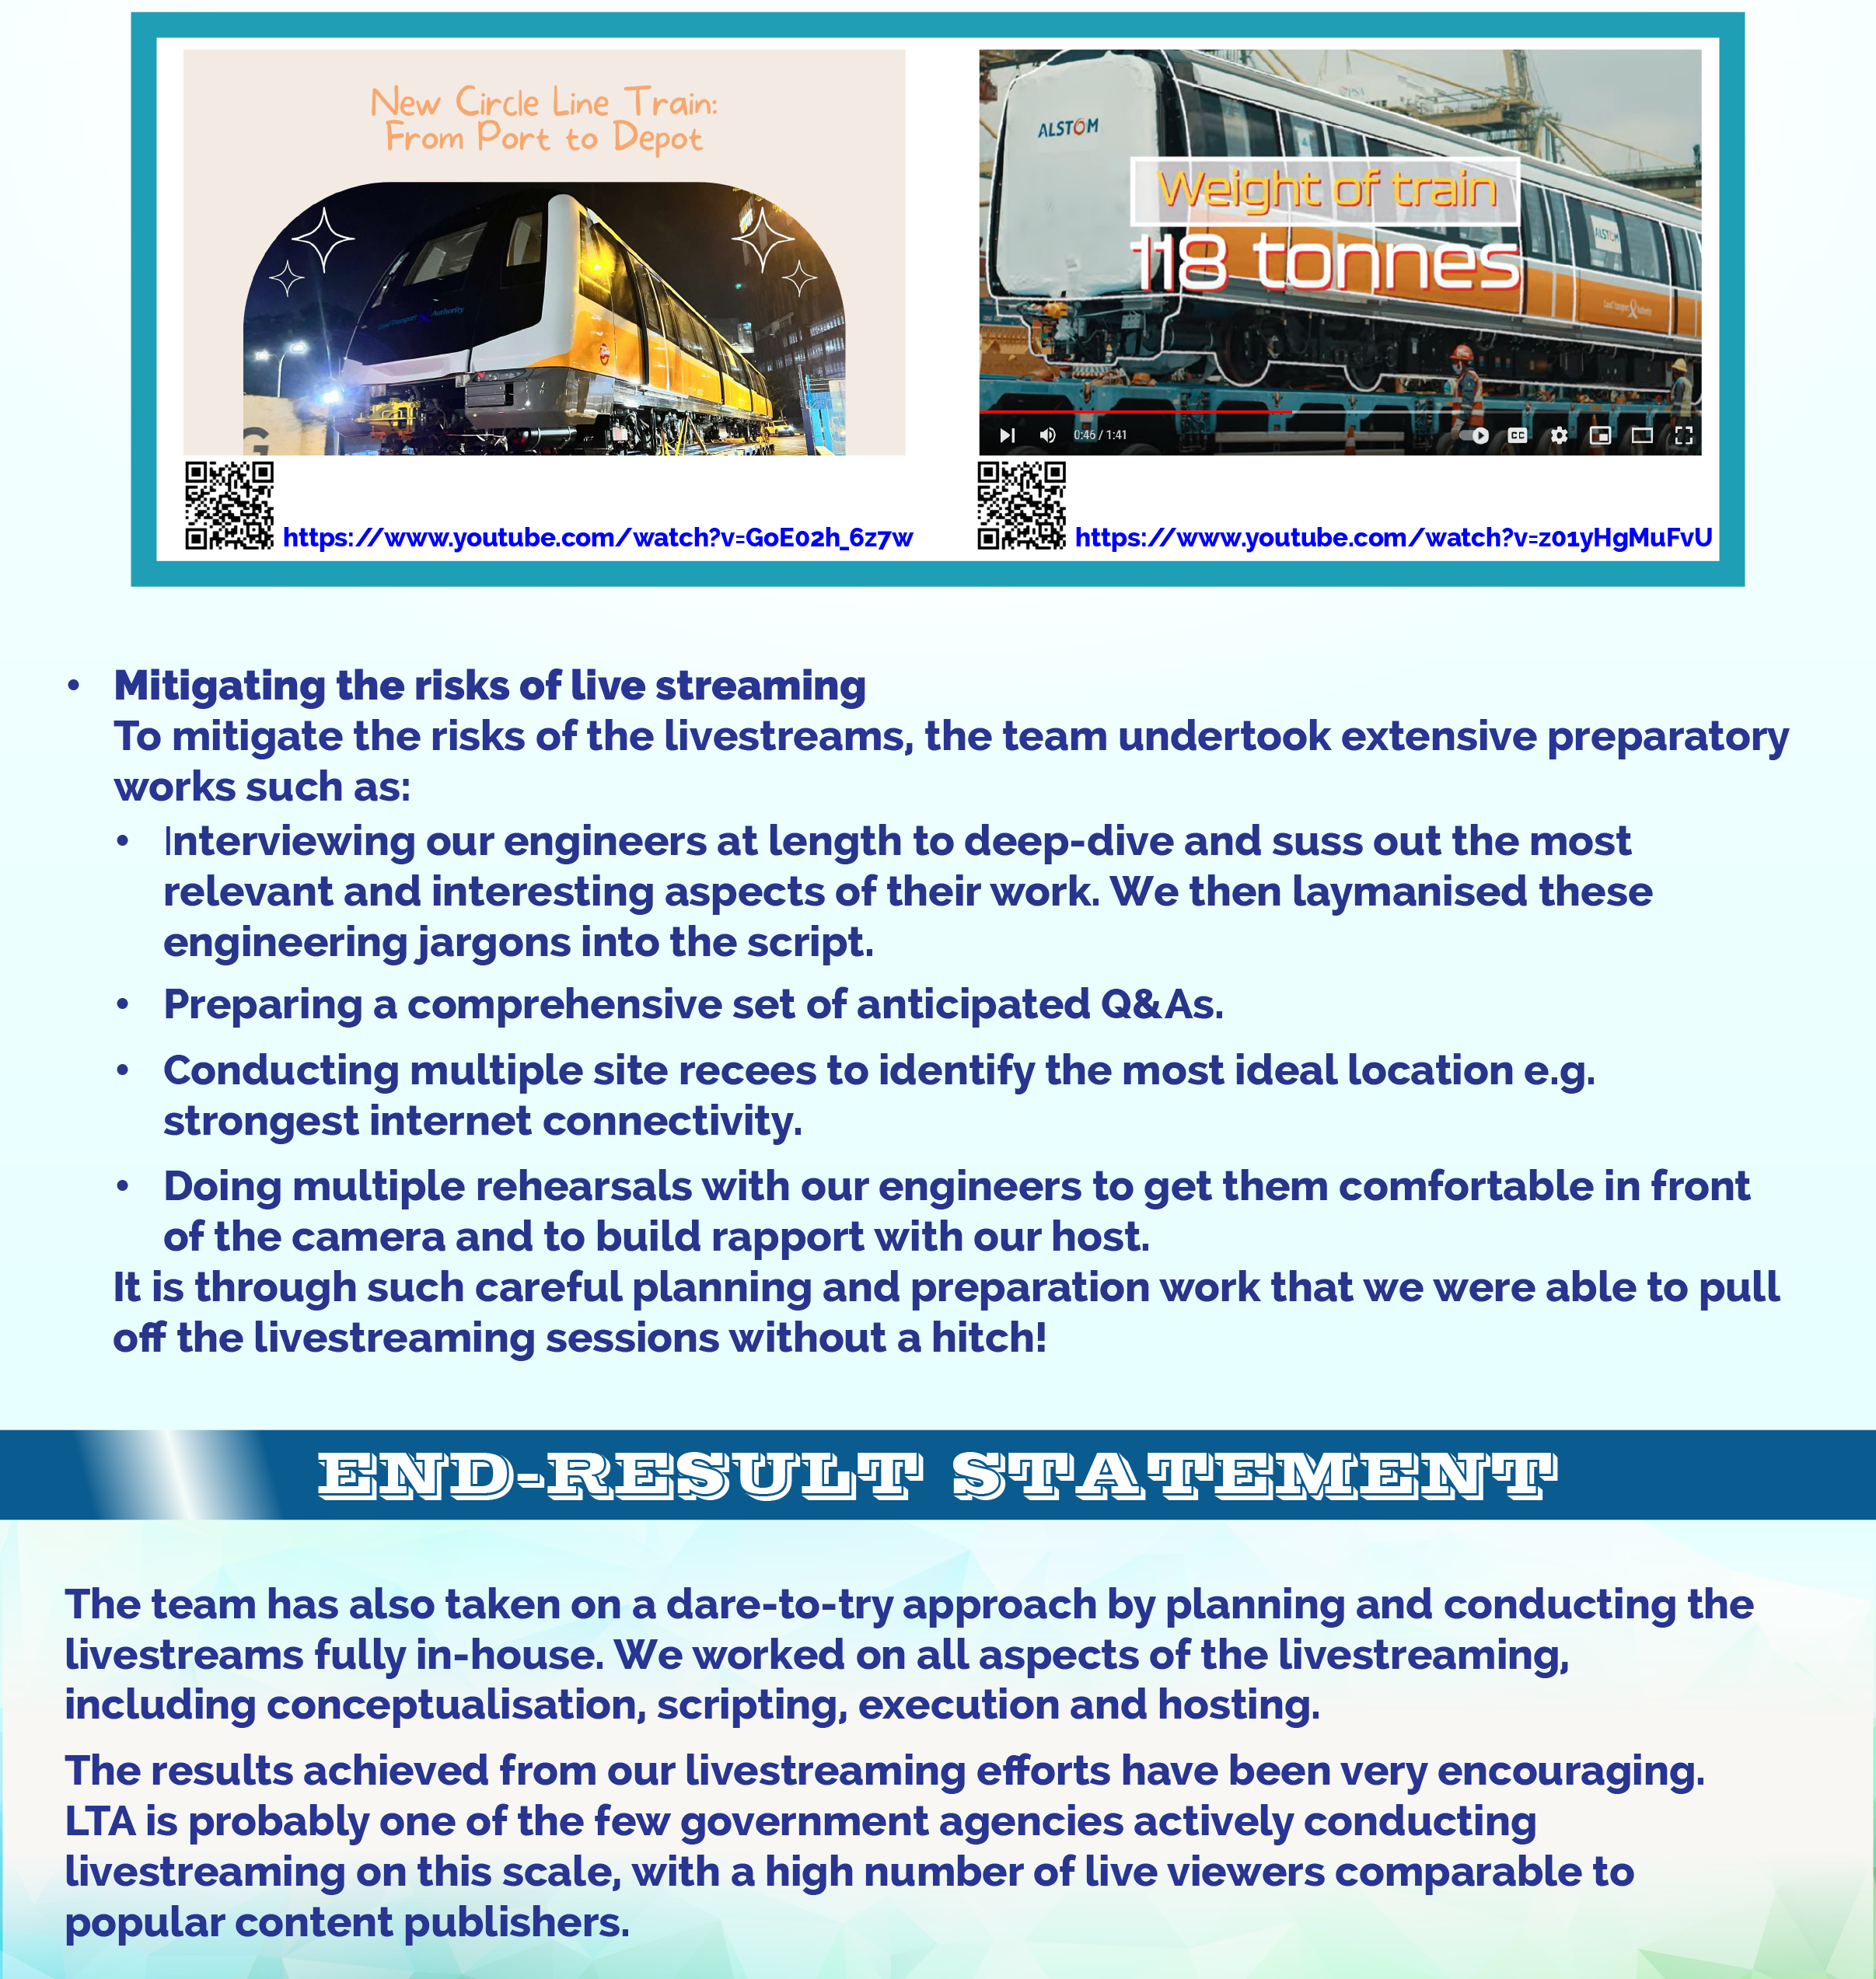 New Circle Line Train:
From Port to Depot
Land Transport Authority
G
ALSTOM
Weight of train
118 tonnes
ALSTOM
Land Transport Authority
0:46 / 1:41
CC
https://www.youtube.com/watch?v=GoE02h_6z7w
https://www.youtube.com/watch?v=z01yHgMuFvU
• Mitigating the risks of live streaming
To mitigate the risks of the livestreams, the team undertook extensive preparatory
works such as:
• Interviewing our engineers at length to deep-dive and suss out the most
relevant and interesting aspects of their work. We then laymanised these
engineering jargons into the script.
• Preparing a comprehensive set of anticipated Q&As.
• Conducting multiple site recees to identify the most ideal location e.g.
strongest internet connectivity.
• Doing multiple rehearsals with our engineers to get them comfortable in front
of the camera and to build rapport with our host.
It is through such careful planning and preparation work that we were able to pull
off the livestreaming sessions without a hitch!
END-RESULT STATEMENT
The team has also taken on a dare-to-try approach by planning and conducting the
livestreams fully in-house. We worked on all aspects of the livestreaming,
including conceptualisation, scripting, execution and hosting.
The results achieved from our livestreaming efforts have been very encouraging.
LTA is probably one of the few government agencies actively conducting
livestreaming on this scale, with a high number of live viewers comparable to
popular content publishers.